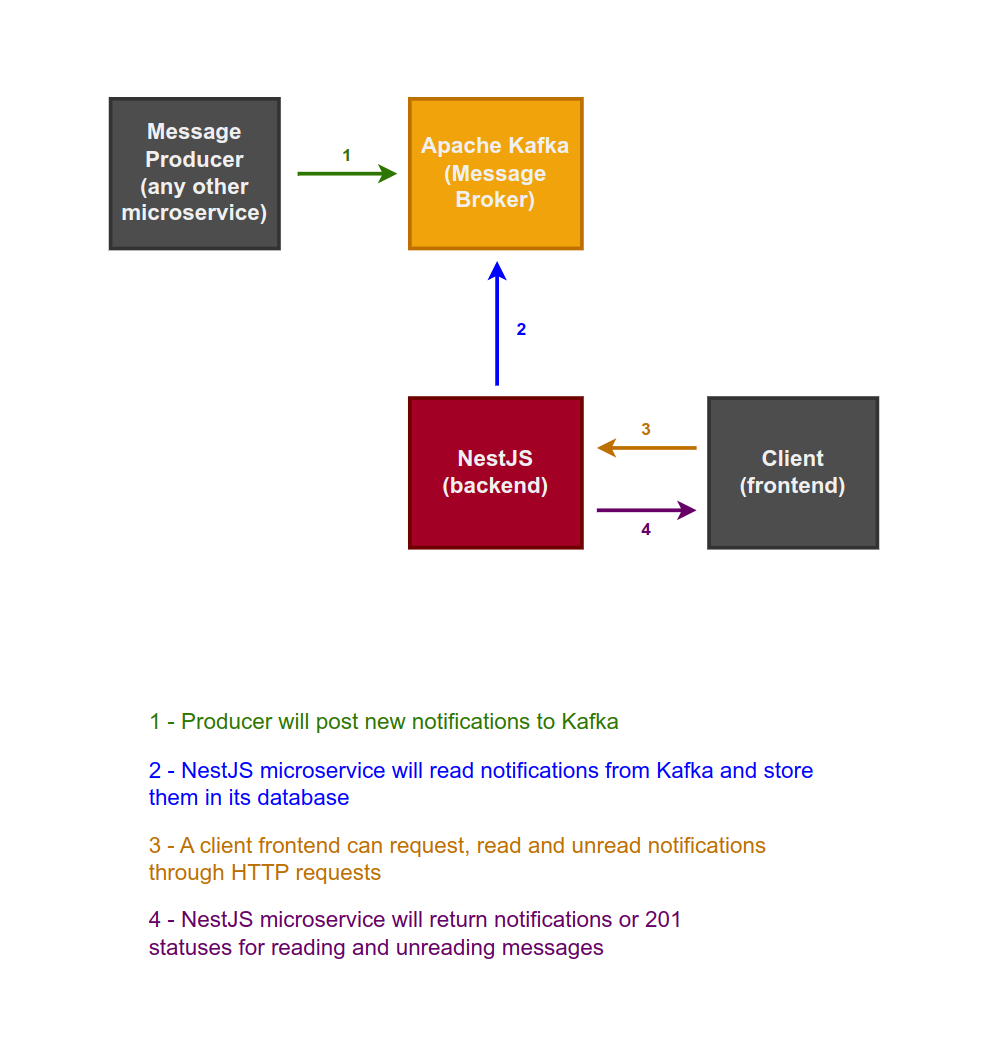 Message
Producer
(any other
microservice)
1
Apache Kafka
(Message
Broker)
2
NestJS
(backend)
3
4
Client
(frontend)
1 - Producer will post new notifications to Kafka
2 - NestJS microservice will read notifications from Kafka and store
them in its database
3 - A client frontend can request, read and unread notifications
through HTTP requests
4 - NestJS microservice will return notifications or 201
statuses for reading and unreading messages